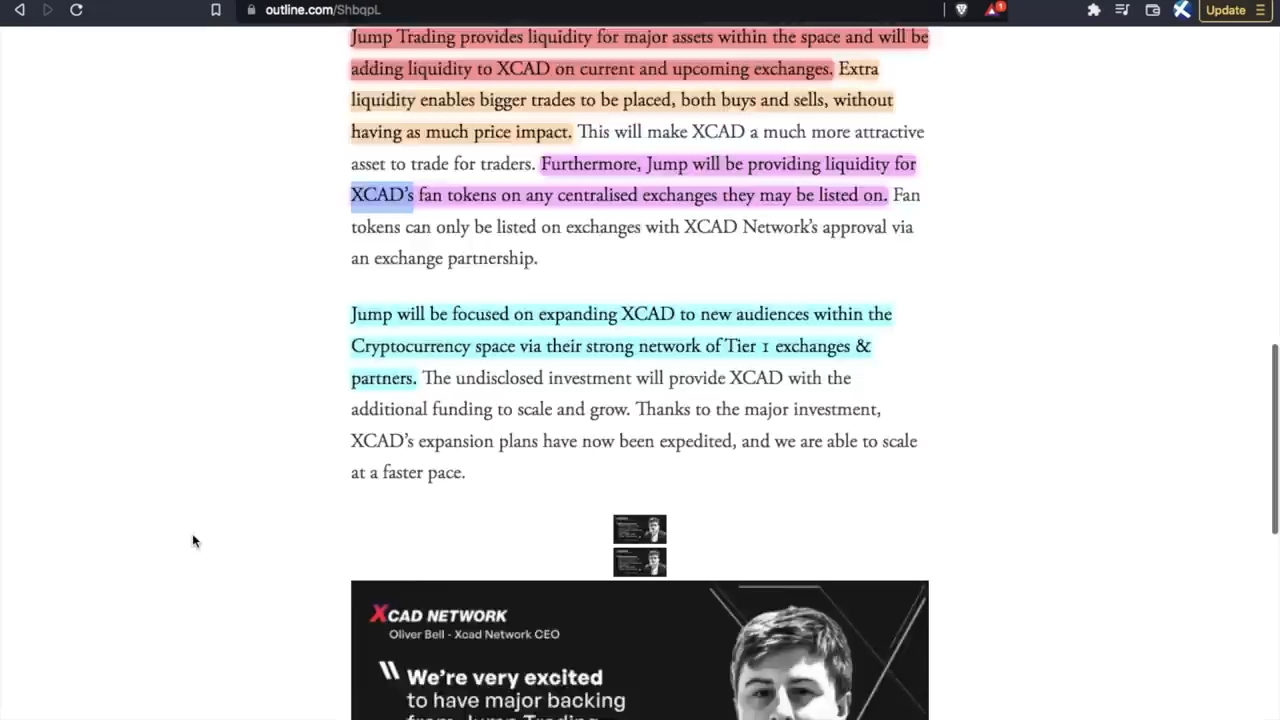 outline.com/ShbqpL
1
Update
Jump Trading provides liquidity for major assets within the space and will be
adding liquidity to XCAD on current and upcoming exchanges. Extra
liquidity enables bigger trades to be placed, both buys and sells, without
having as much price impact. This will make XCAD a much more attractive
asset to trade for traders. Furthermore, Jump will be providing liquidity for
XCAD’s fan tokens on any centralised exchanges they may be listed on. Fan
tokens can only be listed on exchanges with XCAD Network’s approval via
an exchange partnership.
Jump will be focused on expanding XCAD to new audiences within the
Cryptocurrency space via their strong network of Tier 1 exchanges &
partners. The undisclosed investment will provide XCAD with the
additional funding to scale and grow. Thanks to the major investment,
XCAD’s expansion plans have now been expedited, and we are able to scale
at a faster pace.
XCAD NETWORK
Oliver Bell - Xcad Network CEO
We’re very excited
to have major backing
from Jump Trading